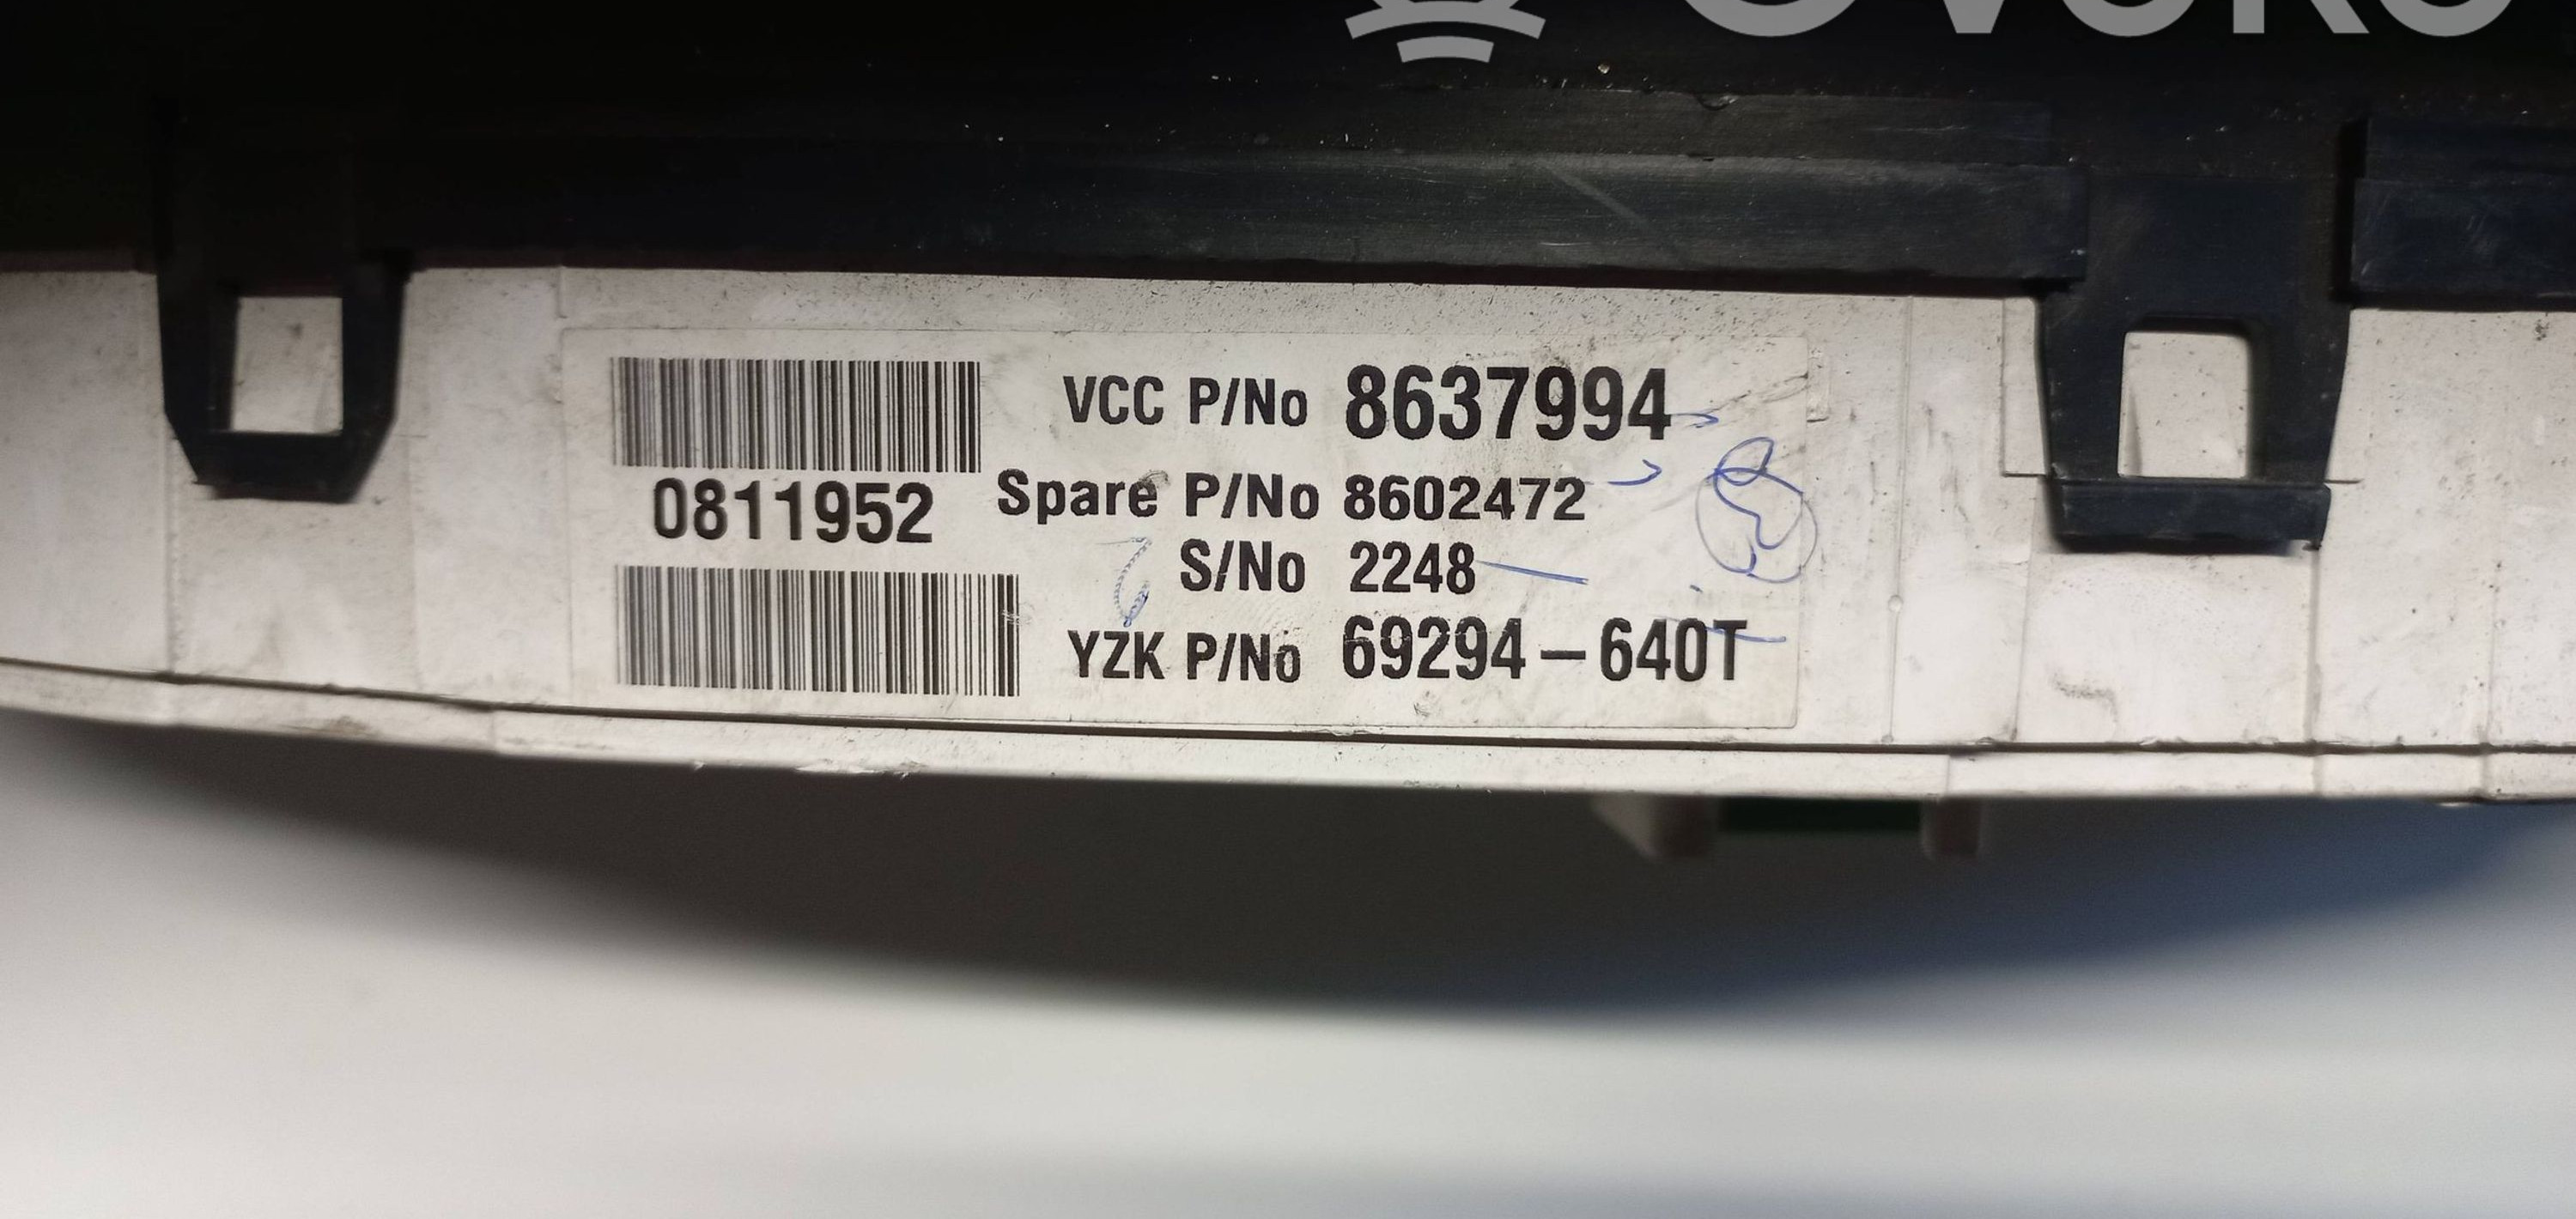 0811952
VCC P/No 8637994
Spare P/No 8602472
S/No 2248
YZK P/No 69294-640T